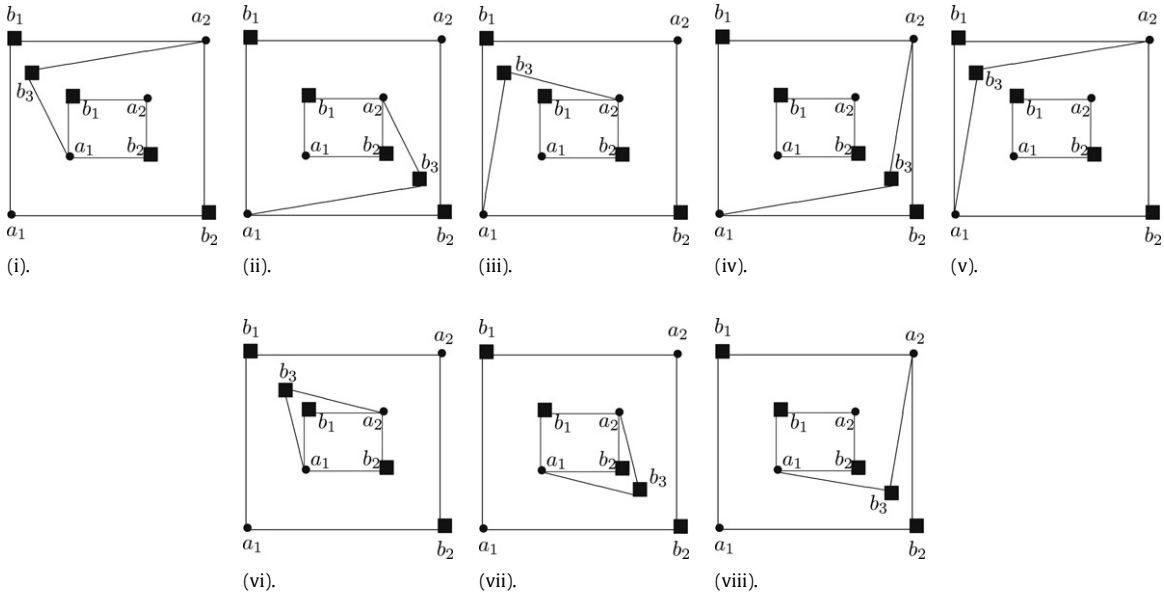 b₁ a₂ b₁ a₂ b₁ a₂ b₁ a₂ b₁ a₂
b₃ b₃ b₃
b₁ a₂ b₁ a₂ b₁ a₂ b₁ a₂ b₁ a₂
a₁ b₂ a₁ b₂ b₃ a₁ b₂ a₁ b₂ b₃ a₁ b₂
a₁ b₂ a₁ b₂ a₁ b₂ a₁ b₂ a₁ b₂
(i). (ii). (iii). (iv). (v).
b₁ a₂ b₁ a₂ b₁ a₂
b₃
b₁ a₂ b₁ a₂ b₁ a₂
a₁ b₂ a₁ b₂ b₃ a₁ b₂ b₃
a₁ b₂ a₁ b₂ a₁ b₂
(vi). (vii). (viii).